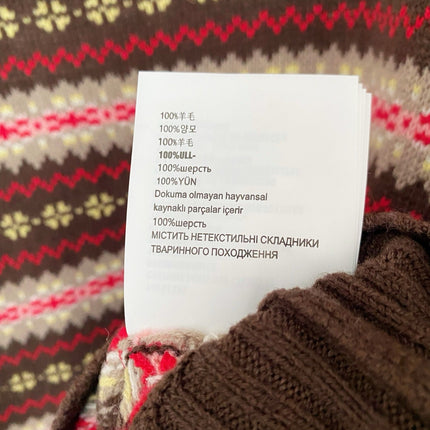 100%羊毛
100%양모
100%羊毛
100%ULL-
100%шерсть
100%YÜN
Dokuma olmayan hayvansal
kaynaklı parçalar içerir
100%шерсть
МІСТИТЬ НЕТЕКСТИЛЬНІ СКЛАДНИКИ
ТВАРИННОГО ПОХОДЖЕННЯ